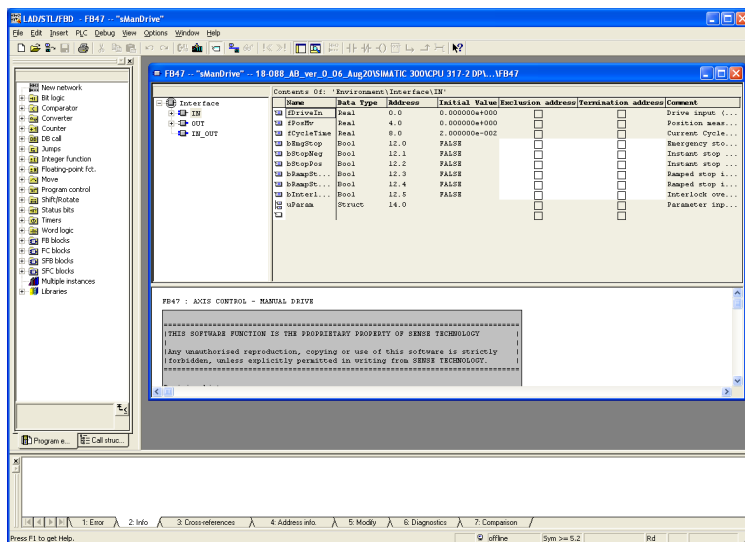 LAD/STL/FBD - FB47 -- "sManDrive"
File Edit Insert PLC Debug View Options Window Help
New network
Bit logic
Comparator
Converter
Counter
DB call
Jumps
Integer function
Floating-point fct.
Move
Program control
Shift/Rotate
Status bits
Timers
Word logic
FB blocks
FC blocks
SFB blocks
SFC blocks
Multiple instances
Libraries
Program e... Call struc...
FB47 -- "sManDrive" -- 18-088_AB_ver_0_06_Aug20\SIMATIC 300\CPU 317-2 DP\...\FB47
Interface
IN
OUT
IN_OUT
Contents Of: 'Environment\Interface\IN'
Name Data Type Address Initial Value Exclusion address Termination address Comment
fDriveIn Real 0.0 0.000000e+000 Drive input (...
fPosMv Real 4.0 0.000000e+000 Position meas...
fCycleTime Real 8.0 2.000000e-002 Current Cycle...
bEmgStop Bool 12.0 FALSE Emergency sto...
bStopNeg Bool 12.1 FALSE Instant stop ...
bStopPos Bool 12.2 FALSE Instant stop ...
bRampSt... Bool 12.3 FALSE Ramped stop i...
bRampSt... Bool 12.4 FALSE Ramped stop i...
bInterl... Bool 12.5 FALSE Interlock ove...
uParam Struct 14.0 Parameter inp...
FB47 : AXIS CONTROL - MANUAL DRIVE
|THIS SOFTWARE FUNCTION IS THE PROPRIETARY PROPERTY OF SENSE TECHNOLOGY |
|Any unauthorised reproduction, copying or use of this software is strictly |
|forbidden, unless explicitly permitted in writing from SENSE TECHNOLOGY. |
1: Error 2: Info 3: Cross-references 4: Address info. 5: Modify 6: Diagnostics 7: Comparison
Press F1 to get Help. offline Sym >= 5.2 Rd